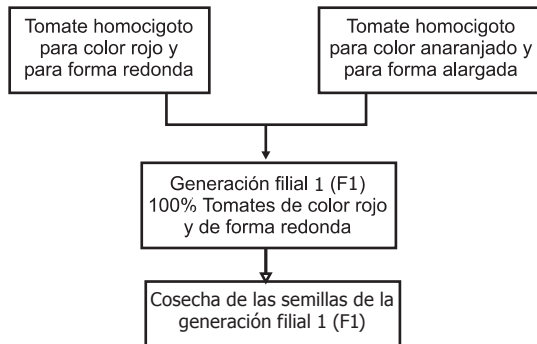 Tomate homocigoto
para color rojo y
para forma redonda
Tomate homocigoto
para color anaranjado y
para forma alargada
Generación filial 1 (F1)
100% Tomates de color rojo
y de forma redonda
Cosecha de las semillas de la
generación filial 1 (F1)